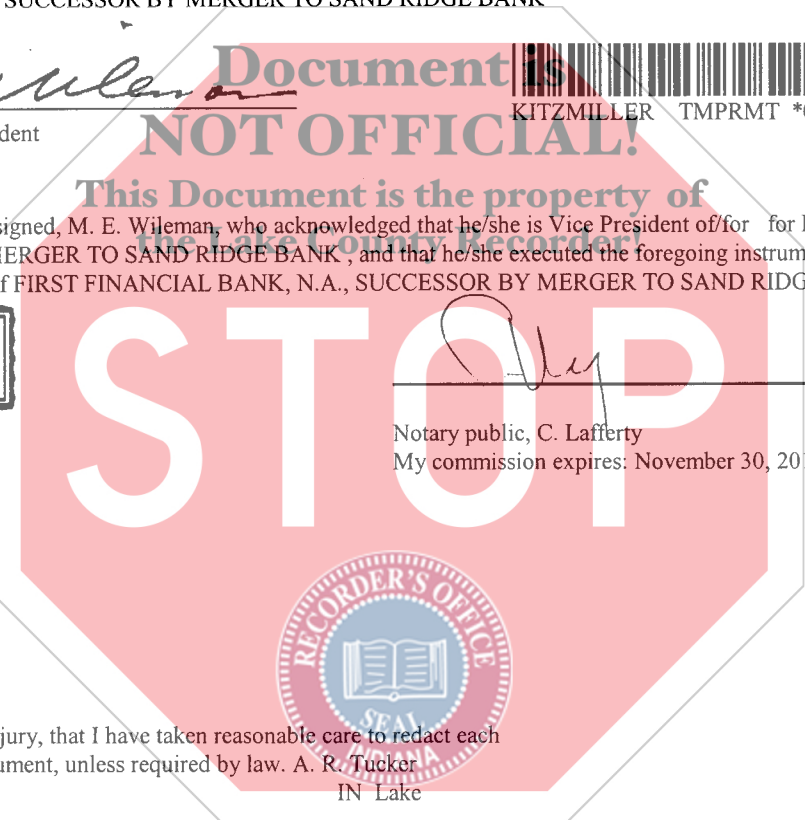 SUCCESSOR BY MERGER TO SAND RIDGE BANK
Document is
KITZMILLER TMPRMT
dent
NOT OFFICIAL!
This Document is the property of
the Lake County Recorder!
signed, M. E. Wileman, who acknowledged that he/she is Vice President of/for for
MERGER TO SAND RIDGE BANK , and that he/she executed the foregoing instrum
f FIRST FINANCIAL BANK, N.A., SUCCESSOR BY MERGER TO SAND RIDG
STOP
Notary public, C. Lafferty
My commission expires: November 30, 201
RECORDER'S OFFICE
SEAL
INDIANA
jury, that I have taken reasonable care to redact each
ument, unless required by law. A. R. Tucker
IN Lake